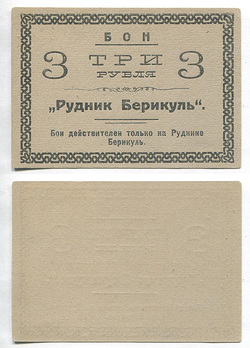 БОН
3 ТРИ 3
РУБЛЯ
„Рудник Берикуль“.
Бон действителен только на Руднике
Берикуль.